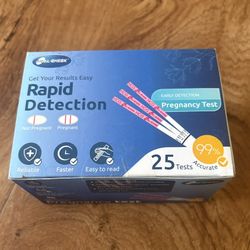 Get Your Results Easy
Rapid
Detection
Not Pregnant
Pregnant
EARLY DETECTION
Pregnancy Test
Reliable
Faster
Easy to read
25 Tests
99%
Accurate